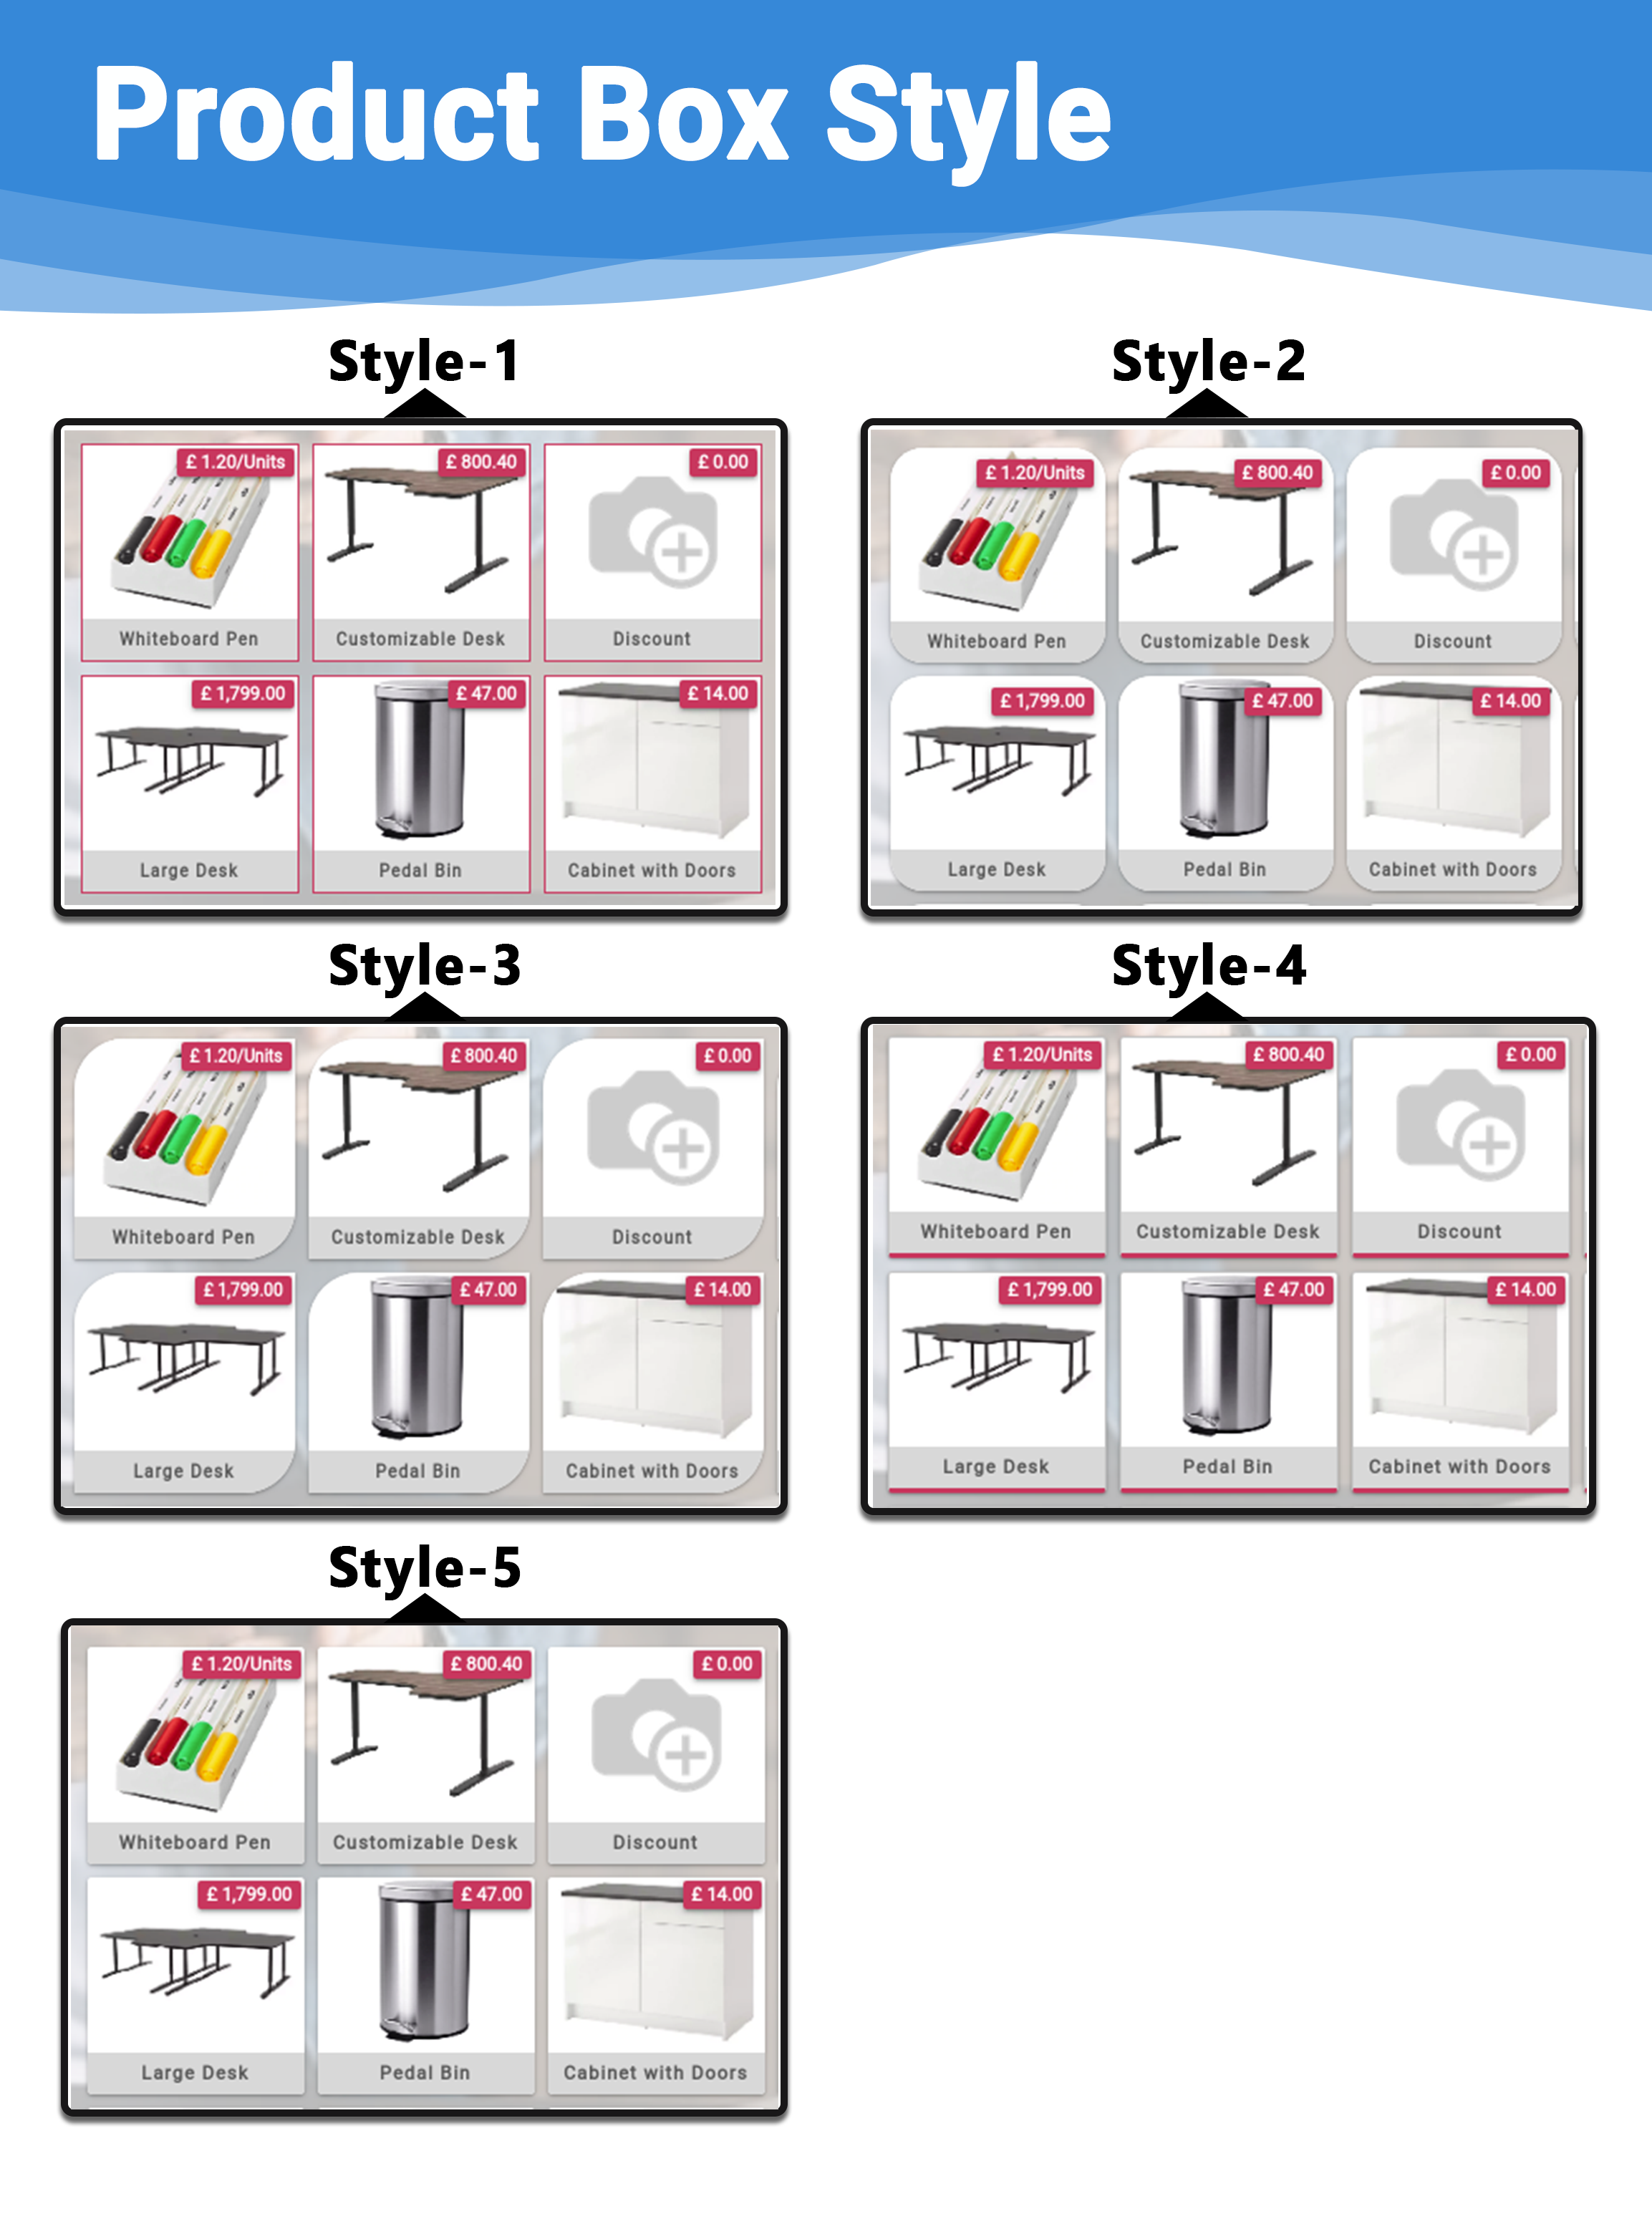 Product Box Style
Style-1
£ 1.20/Units £ 800.40 £ 0.00
Whiteboard Pen Customizable Desk Discount
£ 1,799.00 £ 47.00 £ 14.00
Large Desk Pedal Bin Cabinet with Doors
Style-2
£ 1.20/Units £ 800.40 £ 0.00
Whiteboard Pen Customizable Desk Discount
£ 1,799.00 £ 47.00 £ 14.00
Large Desk Pedal Bin Cabinet with Doors
Style-3
£ 1.20/Units £ 800.40 £ 0.00
Whiteboard Pen Customizable Desk Discount
£ 1,799.00 £ 47.00 £ 14.00
Large Desk Pedal Bin Cabinet with Doors
Style-4
£ 1.20/Units £ 800.40 £ 0.00
Whiteboard Pen Customizable Desk Discount
£ 1,799.00 £ 47.00 £ 14.00
Large Desk Pedal Bin Cabinet with Doors
Style-5
£ 1.20/Units £ 800.40 £ 0.00
Whiteboard Pen Customizable Desk Discount
£ 1,799.00 £ 47.00 £ 14.00
Large Desk Pedal Bin Cabinet with Doors